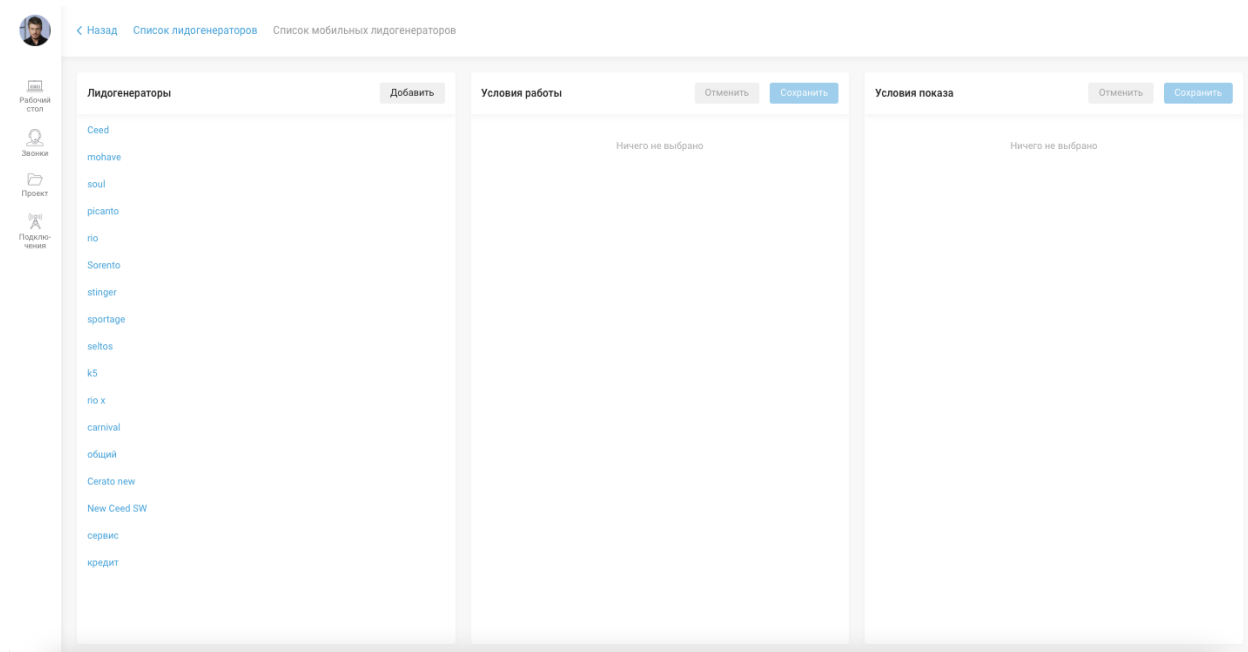 Назад Список лидогенераторов Список мобильных лидогенераторов
Рабочий
стол
Звонки
Проект
Подклю-
чения
Лидогенераторы Добавить
Ceed
mohave
soul
picanto
rio
Sorento
stinger
sportage
seltos
k5
rio x
carnival
общий
Cerato new
New Ceed SW
сервис
кредит
Условия работы Отменить Сохранить
Ничего не выбрано
Условия показа Отменить Сохранить
Ничего не выбрано